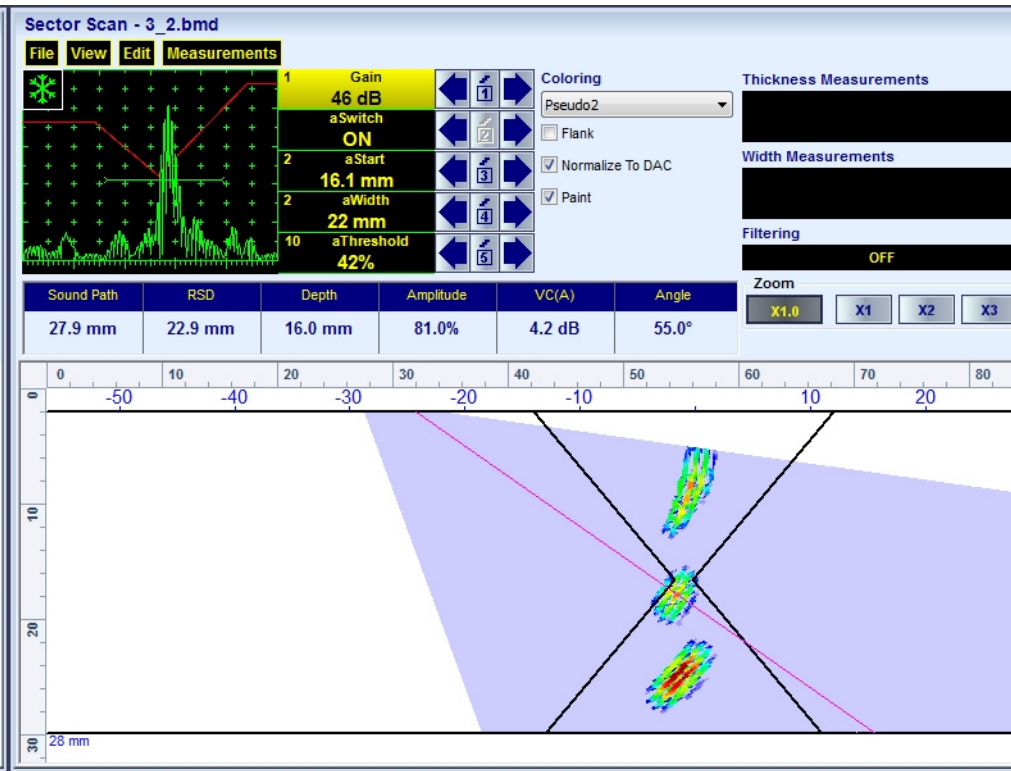 Sector Scan - 3_2.bmd
File View Edit Measurements
1 Gain
46 dB
1
aSwitch
ON
2
2 aStart
16.1 mm
3
2 aWidth
22 mm
4
10 aThreshold
42%
5
Coloring
Pseudo2
Flank
Normalize To DAC
Paint
Thickness Measurements
Width Measurements
Filtering
OFF
Zoom
X1.0 X1 X2 X3
Sound Path RSD Depth Amplitude VC(A) Angle
27.9 mm 22.9 mm 16.0 mm 81.0% 4.2 dB 55.0°
0 10 20 30 40 50 60 70 80
-50 -40 -30 -20 -10 10 20
0
10
20
30
28 mm